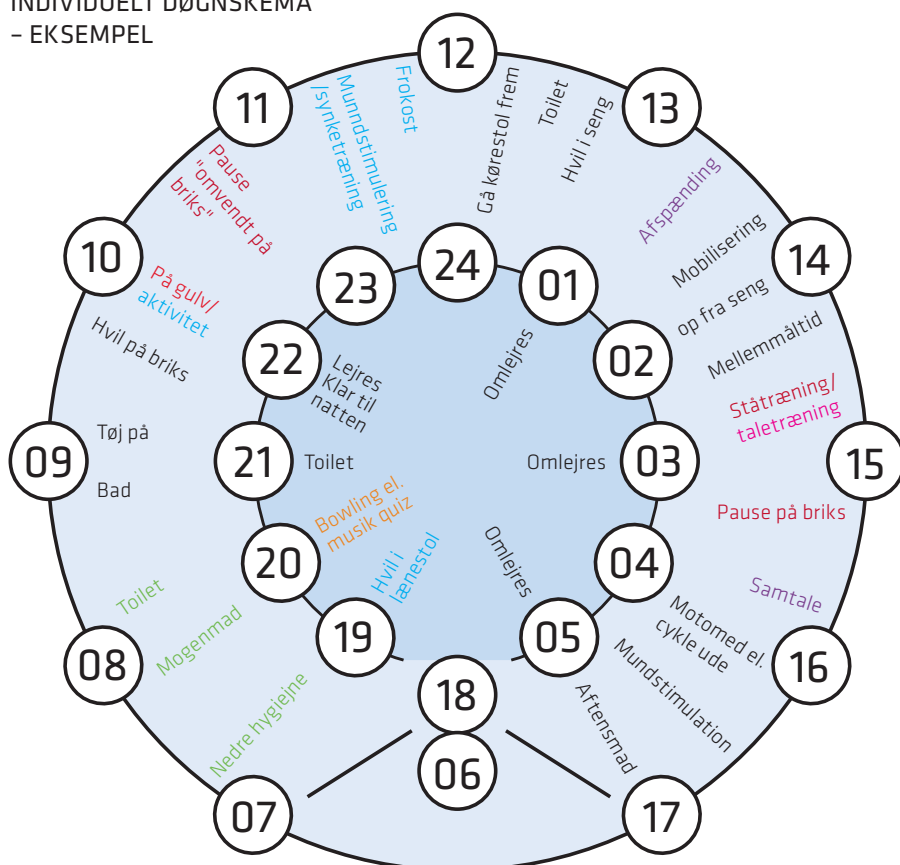 INDIVIDUELT DØGNSKEMA
– EKSEMPEL
12
13
14
15
16
17
18
06
07
08
09
10
11
24
01
02
03
04
05
19
20
21
22
23
Frokost
Munndstimulering
/synketræning
Gå kørestol frem
Toilet
Hvil i seng
Afspænding
Mobilisering
op fra seng
Mellemmåltid
Ståtræning/
taletræning
Pause på briks
Samtale
Motomed el.
cykle ude
Mundstimulation
Aftensmad
Nedre hygiejne
Mogenmad
Toilet
Bad
Tøj på
Hvil på briks
På gulv/
aktivitet
Pause
"omvendt på
briks"
Omlejres
Omlejres
Omlejres
Hvil i
lænestol
Bowling el.
musik quiz
Toilet
Lejres
Klar til
natten